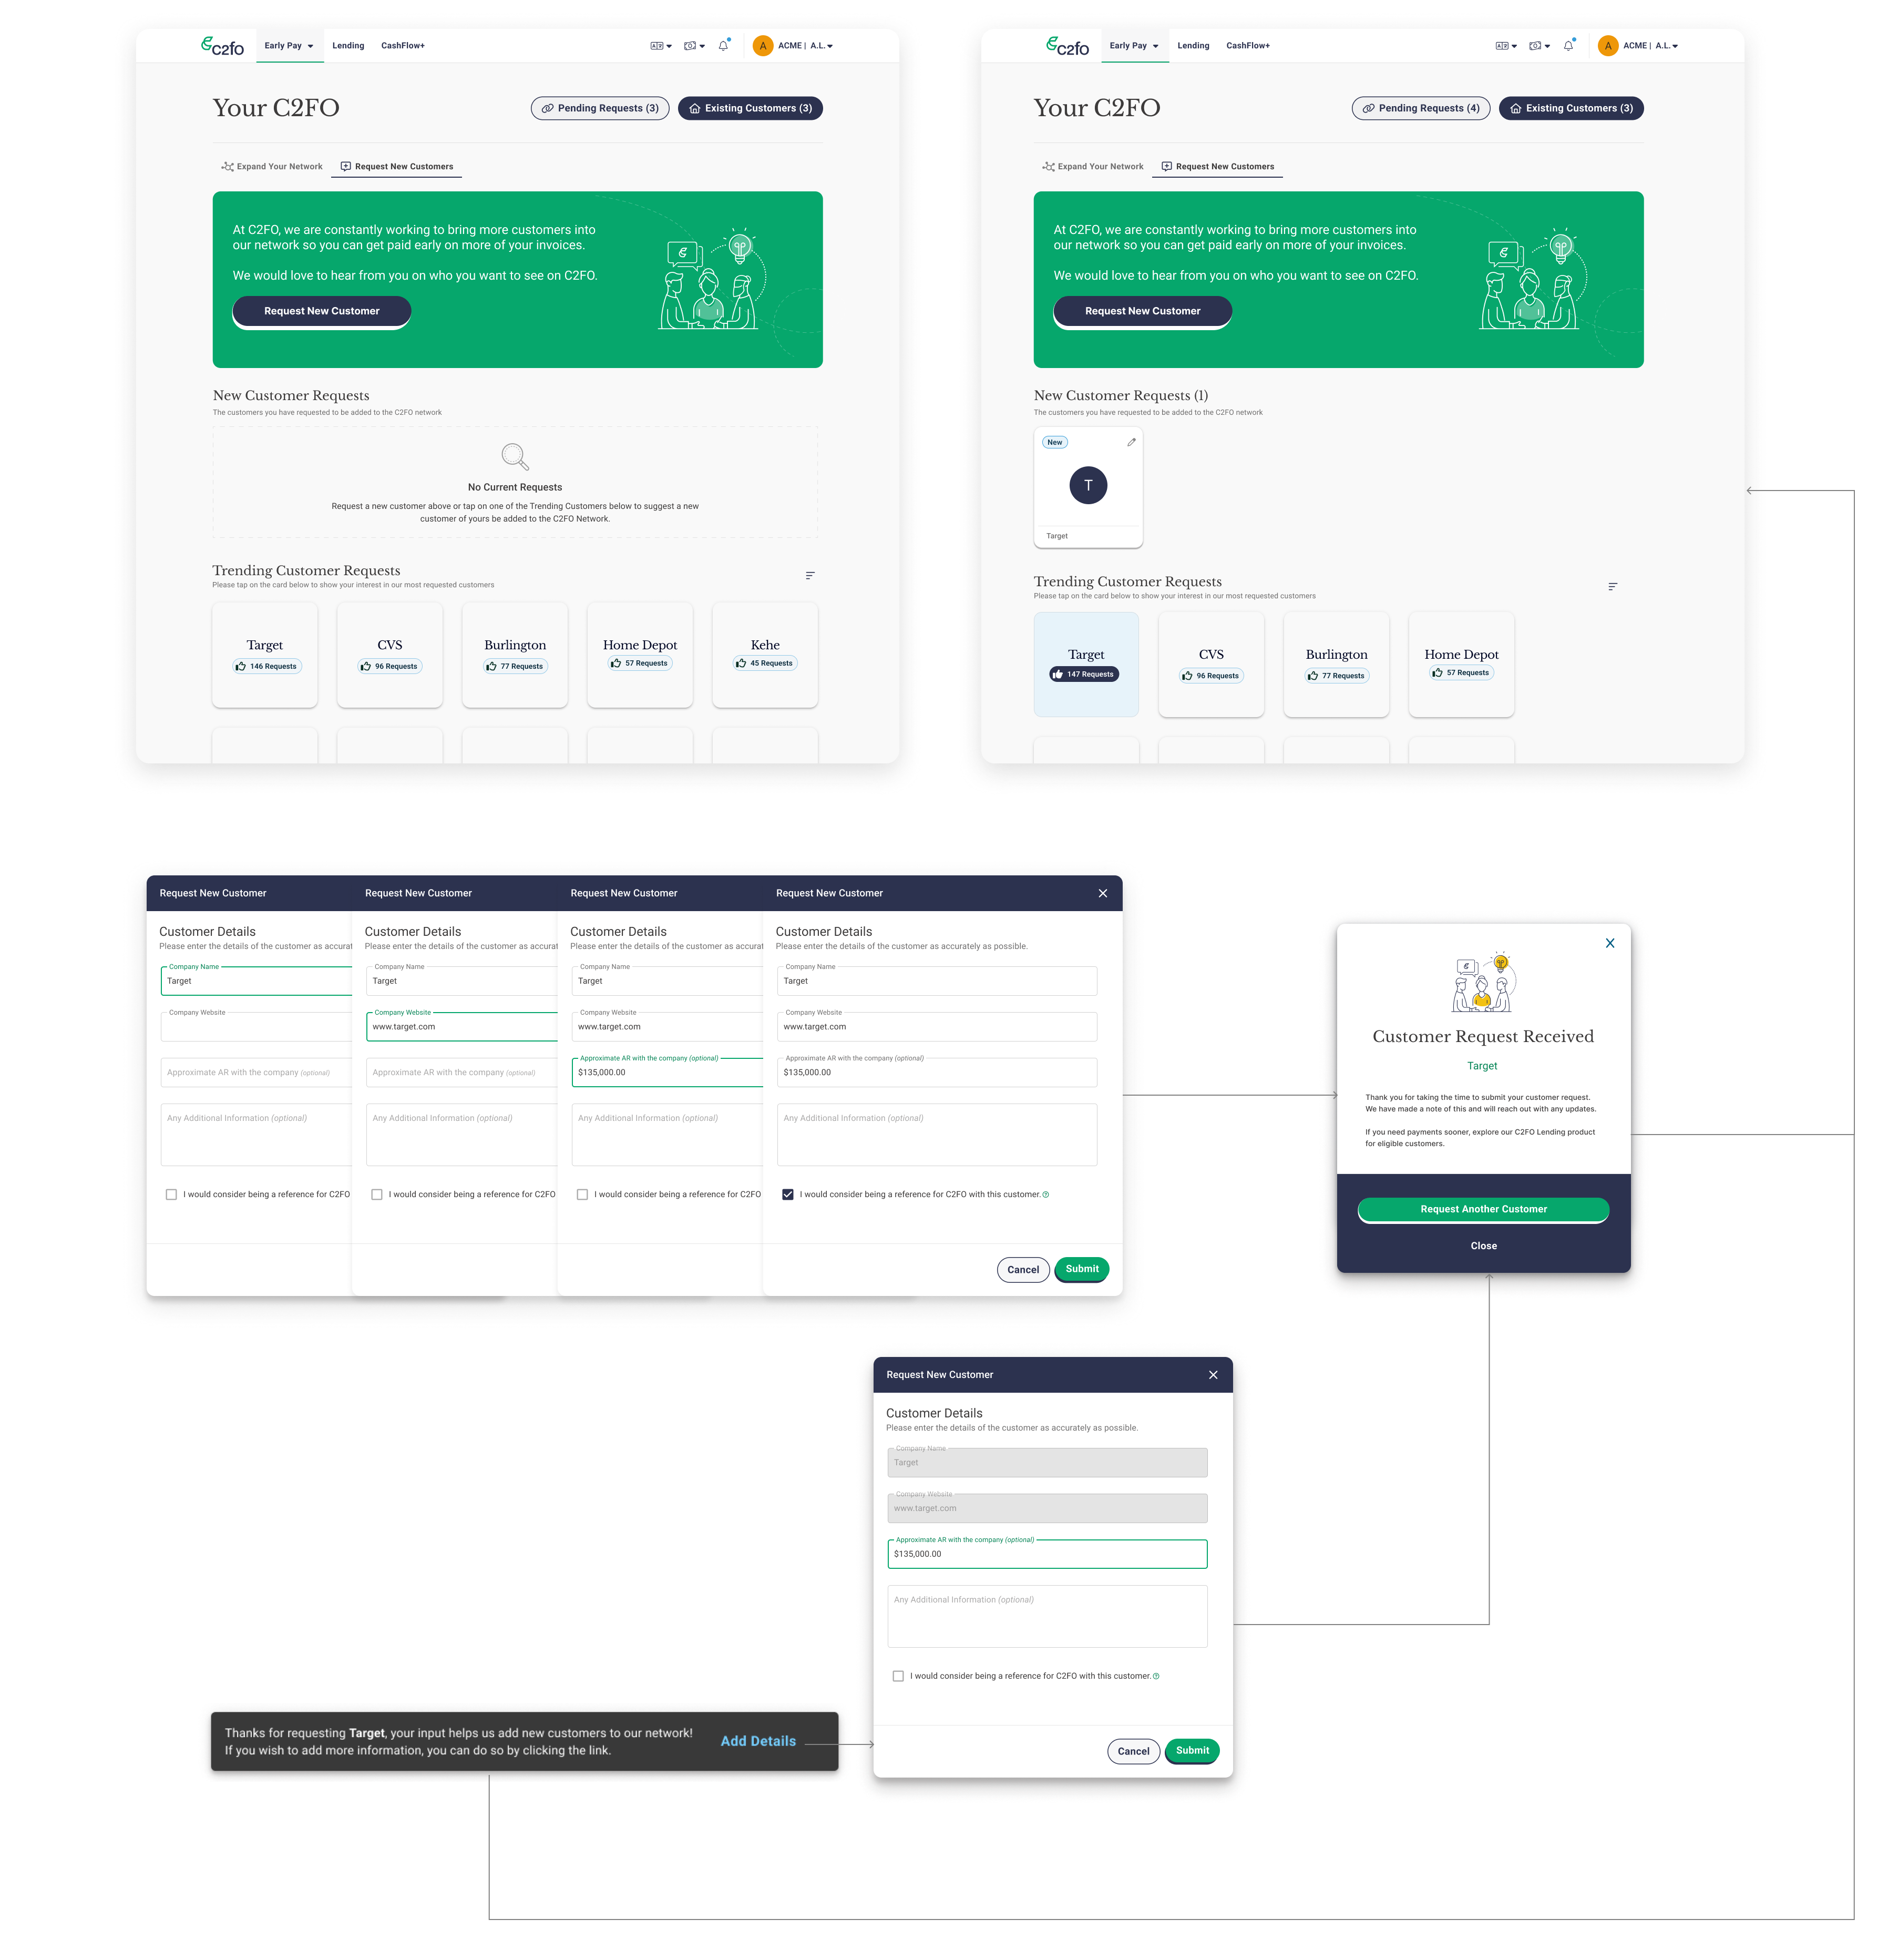 c2fo
Early Pay
Lending
CashFlow+
A
ACME | A.L.
Your C2FO
Pending Requests (3)
Existing Customers (3)
Expand Your Network
Request New Customers
At C2FO, we are constantly working to bring more customers into
our network so you can get paid early on more of your invoices.
We would love to hear from you on who you want to see on C2FO.
Request New Customer
New Customer Requests
The customers you have requested to be added to the C2FO network
No Current Requests
Request a new customer above or tap on one of the Trending Customers below to suggest a new
customer of yours be added to the C2FO Network.
Trending Customer Requests
Please tap on the card below to show your interest in our most requested customers
Target
146 Requests
CVS
96 Requests
Burlington
77 Requests
Home Depot
57 Requests
Kehe
45 Requests
c2fo
Early Pay
Lending
CashFlow+
A
ACME | A.L.
Your C2FO
Pending Requests (4)
Existing Customers (3)
Expand Your Network
Request New Customers
At C2FO, we are constantly working to bring more customers into
our network so you can get paid early on more of your invoices.
We would love to hear from you on who you want to see on C2FO.
Request New Customer
New Customer Requests (1)
The customers you have requested to be added to the C2FO network
New
T
Target
Trending Customer Requests
Please tap on the card below to show your interest in our most requested customers
Target
147 Requests
CVS
96 Requests
Burlington
77 Requests
Home Depot
57 Requests
Request New Customer
Customer Details
Please enter the details of the customer as accurat
Company Name
Target
Company Website
Approximate AR with the company (optional)
Any Additional Information (optional)
I would consider being a reference for C2FO
Request New Customer
Customer Details
Please enter the details of the customer as accurat
Company Name
Target
Company Website
www.target.com
Approximate AR with the company (optional)
Any Additional Information (optional)
I would consider being a reference for C2FO
Request New Customer
Customer Details
Please enter the details of the customer as accurat
Company Name
Target
Company Website
www.target.com
Approximate AR with the company (optional)
$135,000.00
Any Additional Information (optional)
I would consider being a reference for C2FO
Request New Customer
Customer Details
Please enter the details of the customer as accurately as possible.
Company Name
Target
Company Website
www.target.com
Approximate AR with the company (optional)
$135,000.00
Any Additional Information (optional)
I would consider being a reference for C2FO with this customer.
Cancel
Submit
Customer Request Received
Target
Thank you for taking the time to submit your customer request.
We have made a note of this and will reach out with any updates.
If you need payments sooner, explore our C2FO Lending product
for eligible customers.
Request Another Customer
Close
Request New Customer
Customer Details
Please enter the details of the customer as accurately as possible.
Company Name
Target
Company Website
www.target.com
Approximate AR with the company (optional)
$135,000.00
Any Additional Information (optional)
I would consider being a reference for C2FO with this customer.
Cancel
Submit
Thanks for requesting Target, your input helps us add new customers to our network!
If you wish to add more information, you can do so by clicking the link.
Add Details